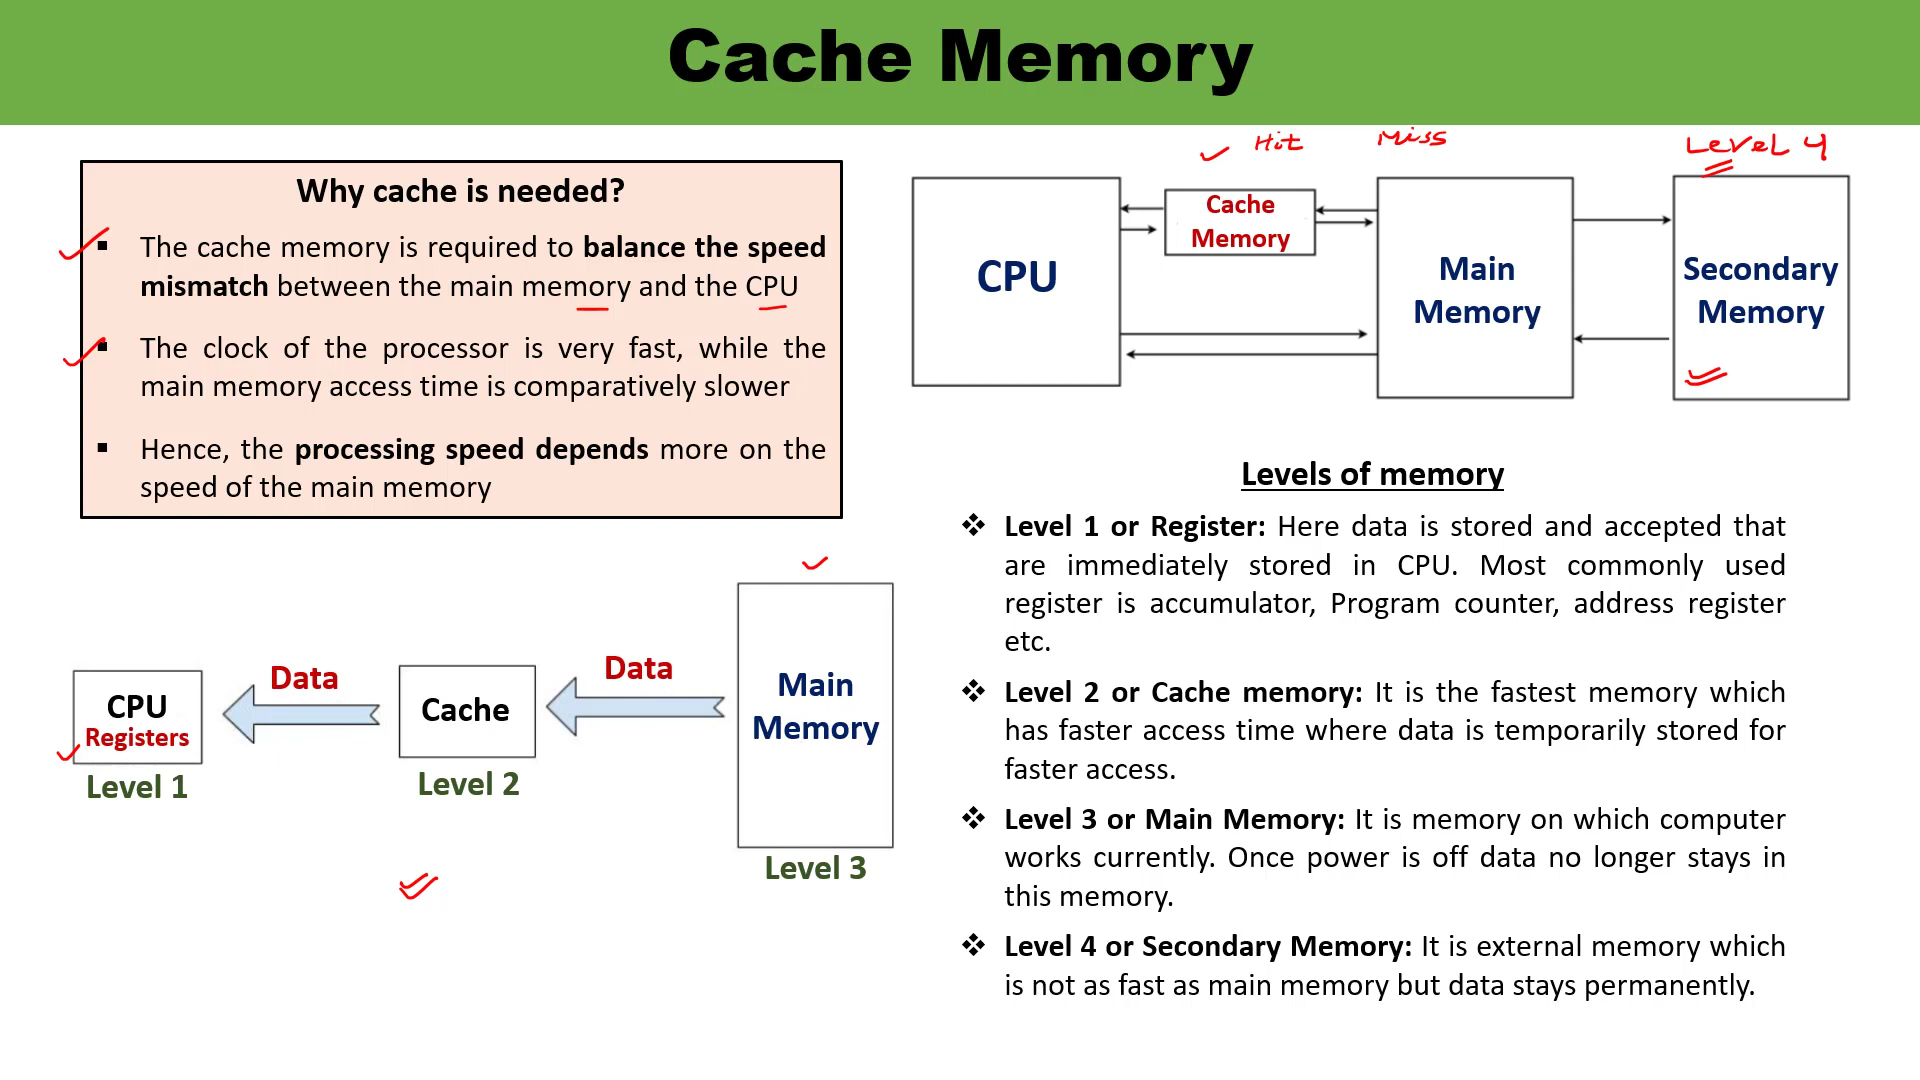 Cache Memory
Why cache is needed?
▪ The cache memory is required to balance the speed
mismatch between the main memory and the CPU
▪ The clock of the processor is very fast, while the
main memory access time is comparatively slower
▪ Hence, the processing speed depends more on the
speed of the main memory
Hit Miss Level 4
CPU
Cache
Memory
Main
Memory
Secondary
Memory
Data
Data
CPU
Registers
Level 1
Cache
Level 2
Main
Memory
Level 3
Levels of memory
❖ Level 1 or Register: Here data is stored and accepted that
are immediately stored in CPU. Most commonly used
register is accumulator, Program counter, address register
etc.
❖ Level 2 or Cache memory: It is the fastest memory which
has faster access time where data is temporarily stored for
faster access.
❖ Level 3 or Main Memory: It is memory on which computer
works currently. Once power is off data no longer stays in
this memory.
❖ Level 4 or Secondary Memory: It is external memory which
is not as fast as main memory but data stays permanently.